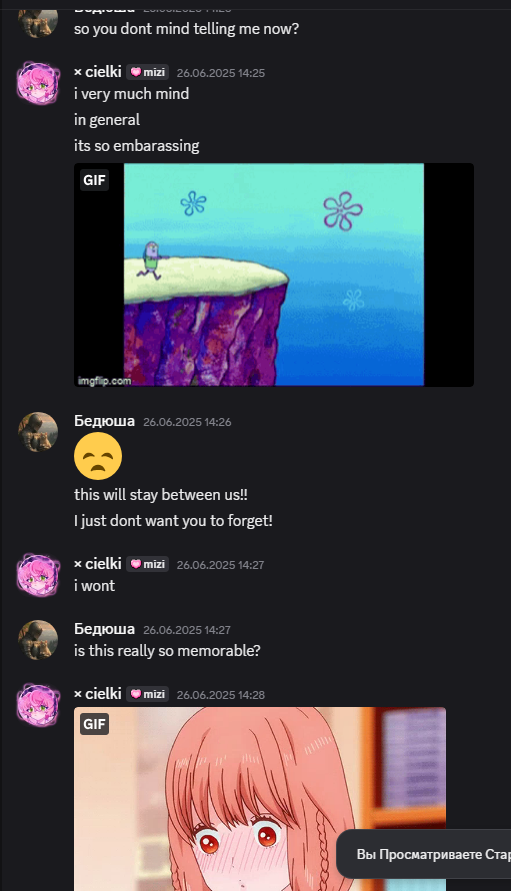 so you dont mind telling me now?
× cielki mizi 26.06.2025 14:25
i very much mind
in general
its so embarassing
GIF
imgflip.com
Бедюша 26.06.2025 14:26
this will stay between us!!
I just dont want you to forget!
× cielki mizi 26.06.2025 14:27
i wont
Бедюша 26.06.2025 14:27
is this really so memorable?
× cielki mizi 26.06.2025 14:28
GIF
Вы Просматриваете Стар